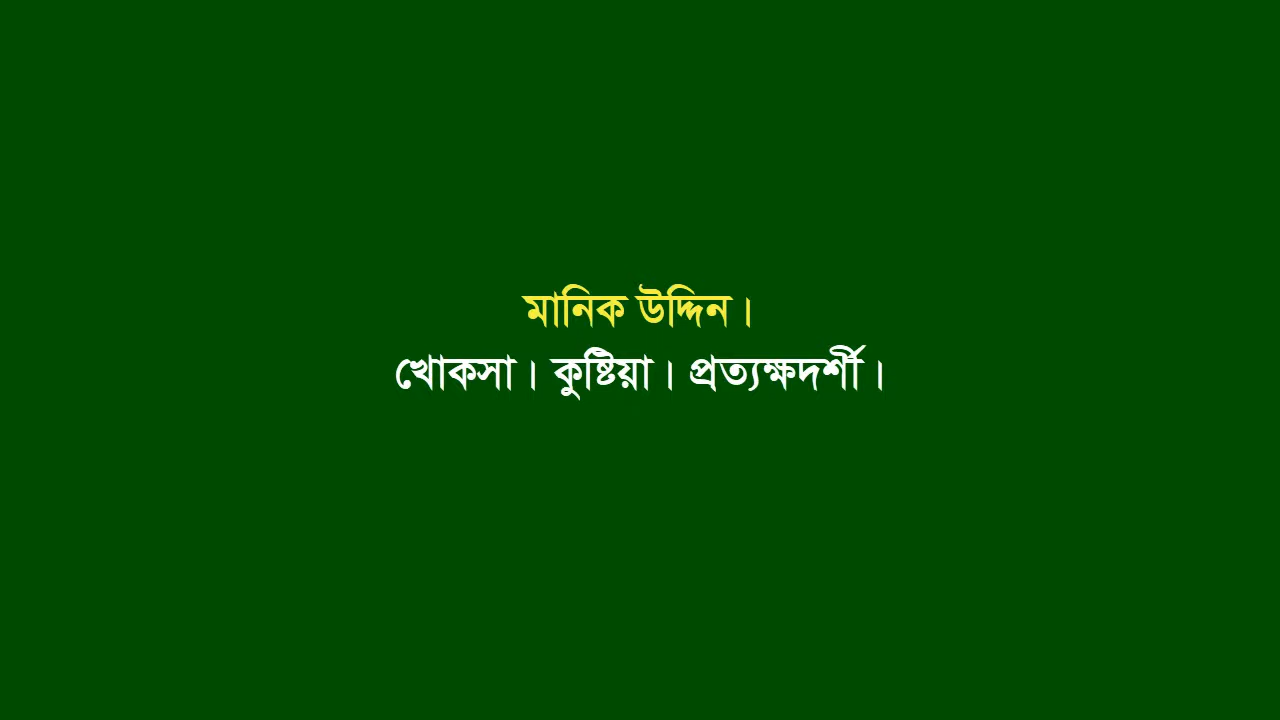 মানিক উদ্দিন।
খোকসা। কুষ্টিয়া। প্রত্যক্ষদর্শী।